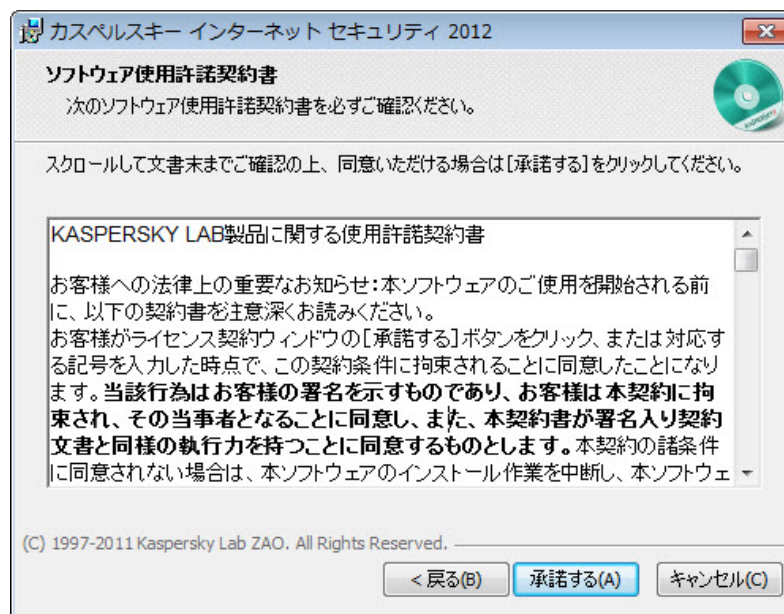 カスペルスキー インターネット セキュリティ 2012
ソフトウェア使用許諾契約書
次のソフトウェア使用許諾契約書を必ずご確認ください。
スクロールして文書末までご確認の上、同意いただける場合は[承諾する]をクリックしてください。
KASPERSKY LAB製品に関する使用許諾契約書
お客様への法律上の重要なお知らせ：本ソフトウェアのご使用を開始される前
に、以下の契約書を注意深くお読みください。
お客様がライセンス契約ウィンドウの[承諾する]ボタンをクリック、または対応す
る記号を入力した時点で、この契約条件に拘束されることに同意したことになり
ます。当該行為はお客様の署名を示すものであり、お客様は本契約に拘
束され、その当事者となることに同意し、また、本契約書が署名入り契約
文書と同様の執行力を持つことに同意するものとします。本契約の諸条件
に同意されない場合は、本ソフトウェアのインストール作業を中断し、本ソフトウェ
(C) 1997-2011 Kaspersky Lab ZAO. All Rights Reserved.
< 戻る(B)
承諾する(A)
キャンセル(C)